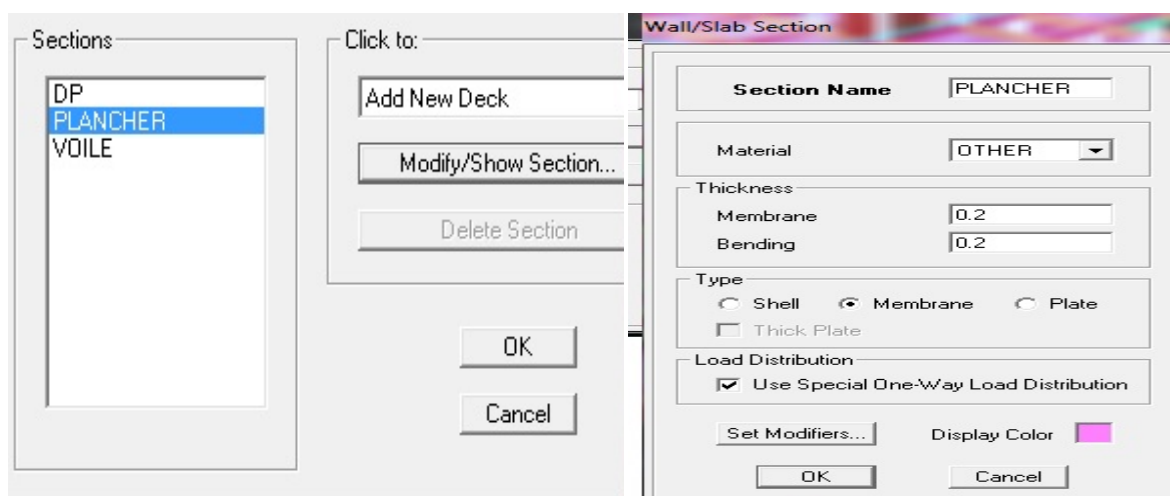 Sections
DP
PLANCHER
VOILE
Click to:
Add New Deck
Modify/Show Section...
Delete Section
OK
Cancel
Wall/Slab Section
Section Name PLANCHER
Material OTHER
Thickness
Membrane 0.2
Bending 0.2
Type
Shell Membrane Plate
Thick Plate
Load Distribution
Use Special One-Way Load Distribution
Set Modifiers... Display Color
OK Cancel